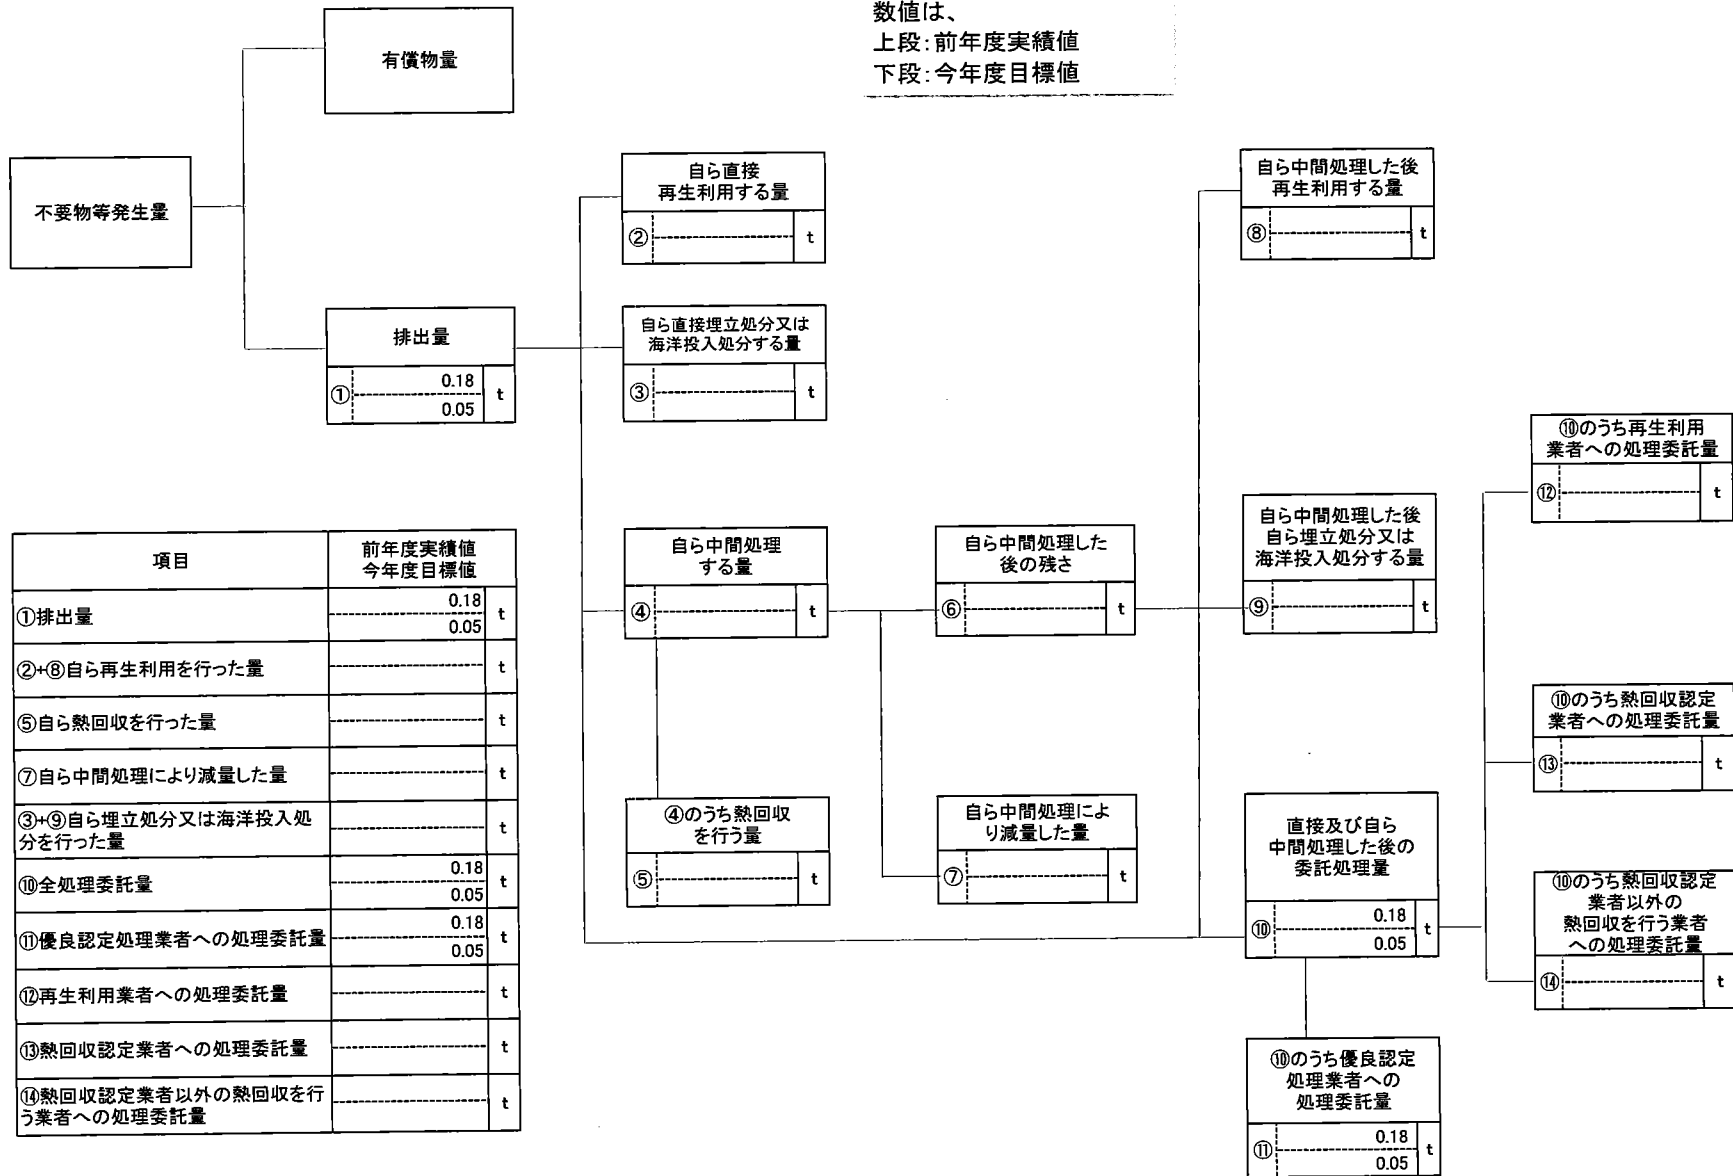 数値は、
上段：前年度実績値
下段：今年度目標値
有償物量
不要物等発生量
排出量
①
0.18
0.05
t
自ら直接
再生利用する量
②
t
自ら直接埋立処分又は
海洋投入処分する量
③
t
自ら中間処理
する量
④
t
④のうち熱回収
を行う量
⑤
t
自ら中間処理した
後の残さ
⑥
t
自ら中間処理によ
り減量した量
⑦
t
自ら中間処理した後
再生利用する量
⑧
t
自ら中間処理した後
自ら埋立処分又は
海洋投入処分する量
⑨
t
直接及び自ら
中間処理した後の
委託処理量
⑩
0.18
0.05
t
⑩のうち優良認定
処理業者への
処理委託量
⑪
0.18
0.05
t
⑩のうち再生利用
業者への処理委託量
⑫
t
⑩のうち熱回収認定
業者への処理委託量
⑬
t
⑩のうち熱回収認定
業者以外の
熱回収を行う業者
への処理委託量
⑭
t
項目
前年度実績値
今年度目標値
①排出量
0.18
0.05
t
②+⑧自ら再生利用を行った量
t
⑤自ら熱回収を行った量
t
⑦自ら中間処理により減量した量
t
③+⑨自ら埋立処分又は海洋投入処
分を行った量
t
⑩全処理委託量
0.18
0.05
t
⑪優良認定処理業者への処理委託量
0.18
0.05
t
⑫再生利用業者への処理委託量
t
⑬熱回収認定業者への処理委託量
t
⑭熱回収認定業者以外の熱回収を行
う業者への処理委託量
t